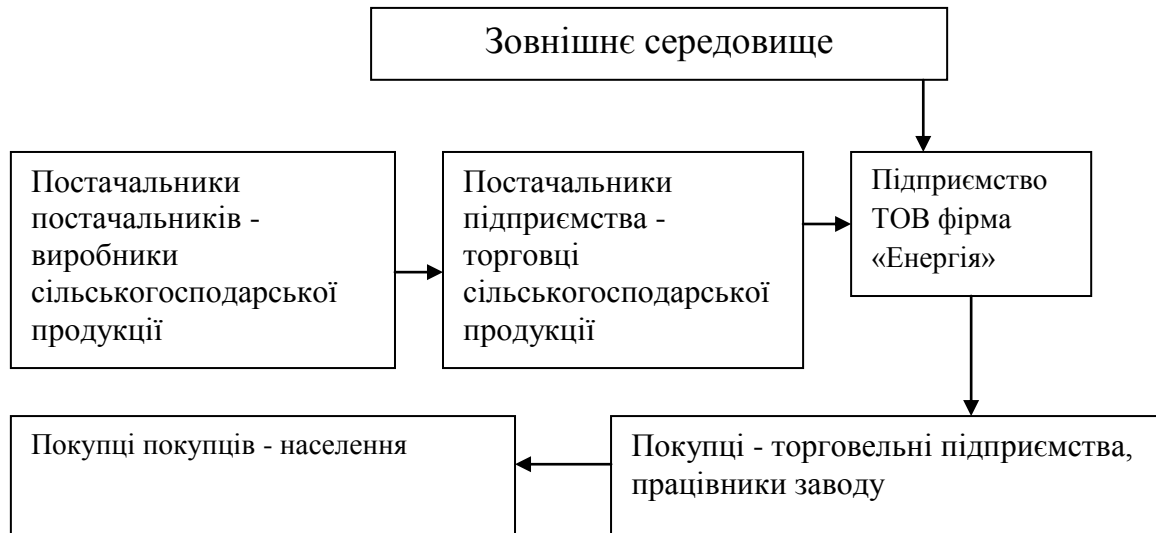 Зовнішнє середовище
Постачальники
постачальників -
виробники
сільськогосподарської
продукції
Постачальники
підприємства -
торговці
сільськогосподарської
продукції
Підприємство
ТОВ фірма
«Енергія»
Покупці покупців - населення
Покупці - торговельні підприємства,
працівники заводу